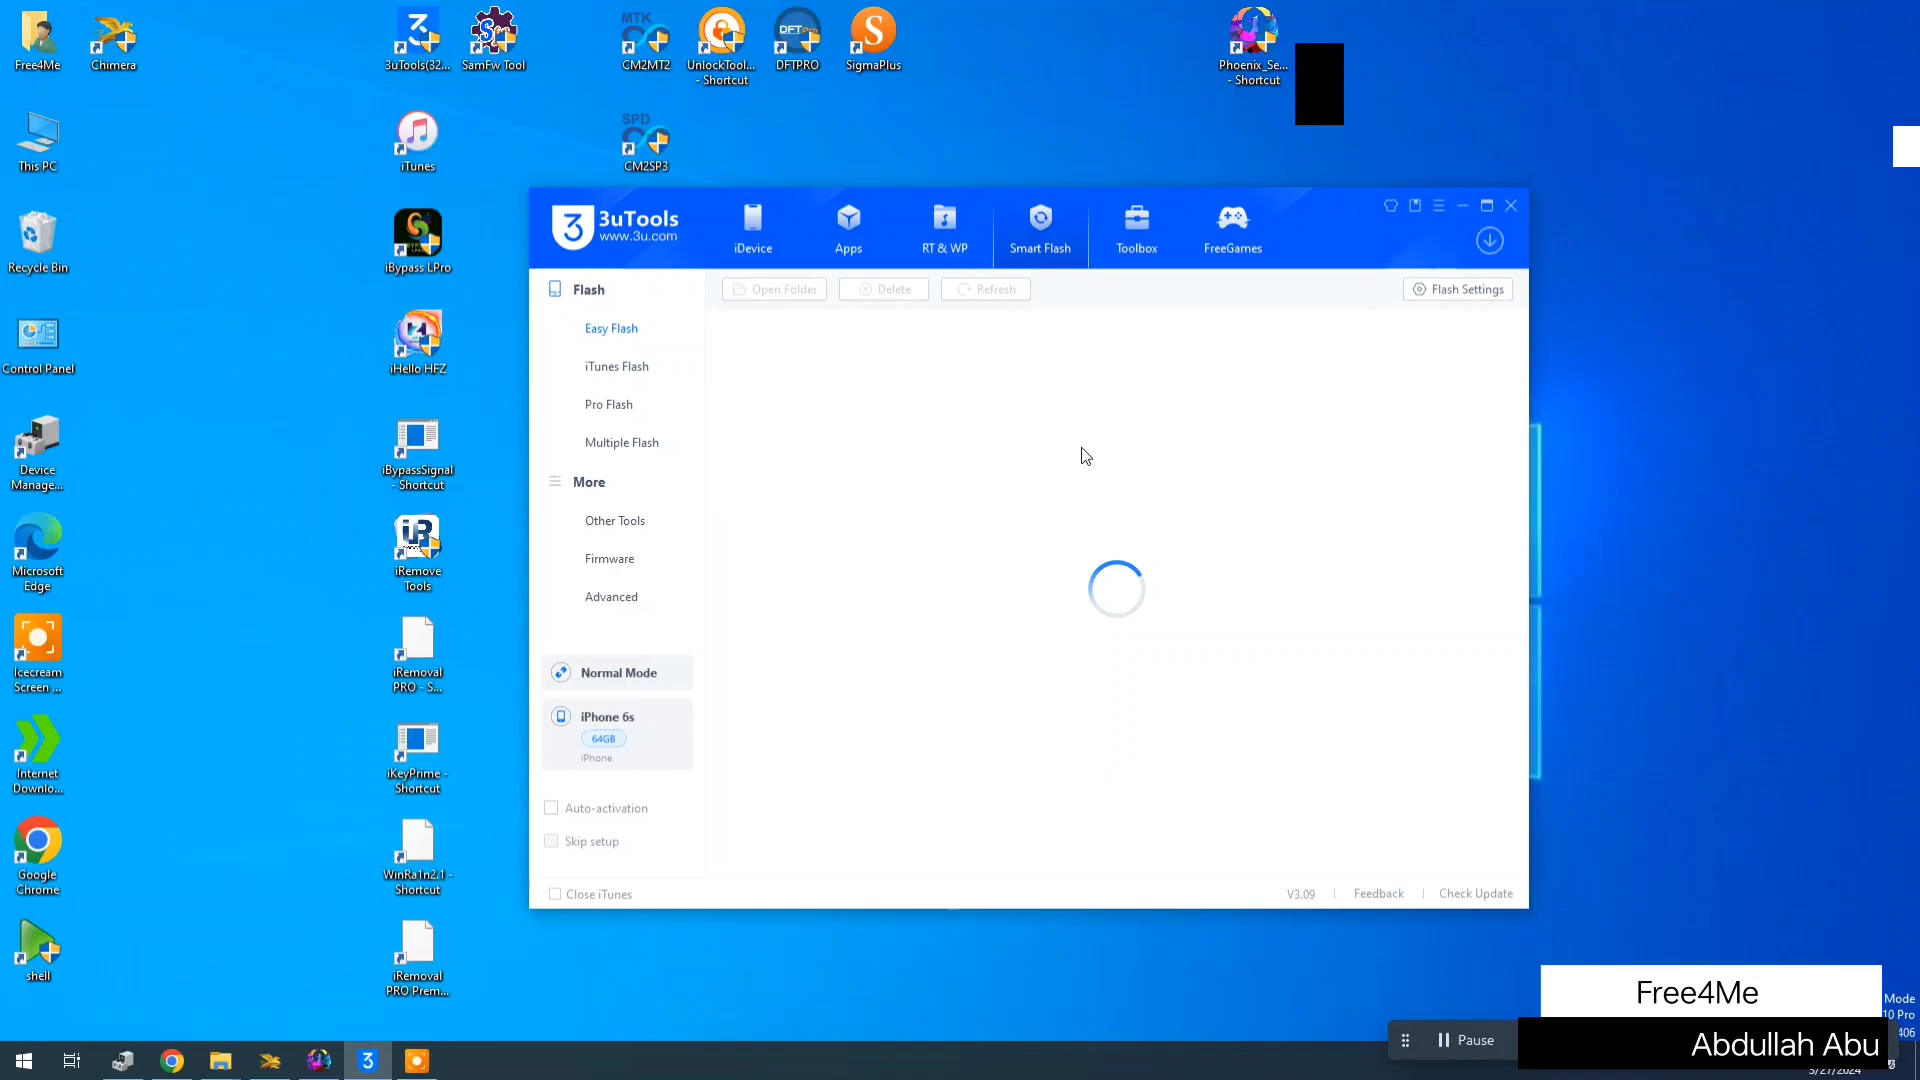 Free4Me
Chimera
3uTools(32...
SamFw Tool
MTK
CM2MT2
UnlockTool...
- Shortcut
DFTPRO
SigmaPlus
Phoenix_Se...
- Shortcut
This PC
iTunes
SPD
CM2SP3
Recycle Bin
iBypass LPro
Control Panel
iHello HFZ
Device
Manage...
iBypassSignal
- Shortcut
Microsoft
Edge
iR
iRemove
Tools
Icecream
Screen ...
iRemoval
PRO - S...
Internet
Downlo...
iKeyPrime -
Shortcut
Google
Chrome
WinRa1n2.1 -
Shortcut
shell
iRemoval
PRO Prem...
3uTools
www.3u.com
iDevice
Apps
RT & WP
Smart Flash
Toolbox
FreeGames
Flash
Open Folder
Delete
Refresh
Flash Settings
Easy Flash
iTunes Flash
Pro Flash
Multiple Flash
More
Other Tools
Firmware
Advanced
Normal Mode
iPhone 6s
64GB
iPhone
Auto-activation
Skip setup
Close iTunes
V3.09
Feedback
Check Update
Free4Me
Mode
10 Pro
406
Pause
Abdullah Abu
3/27/2024